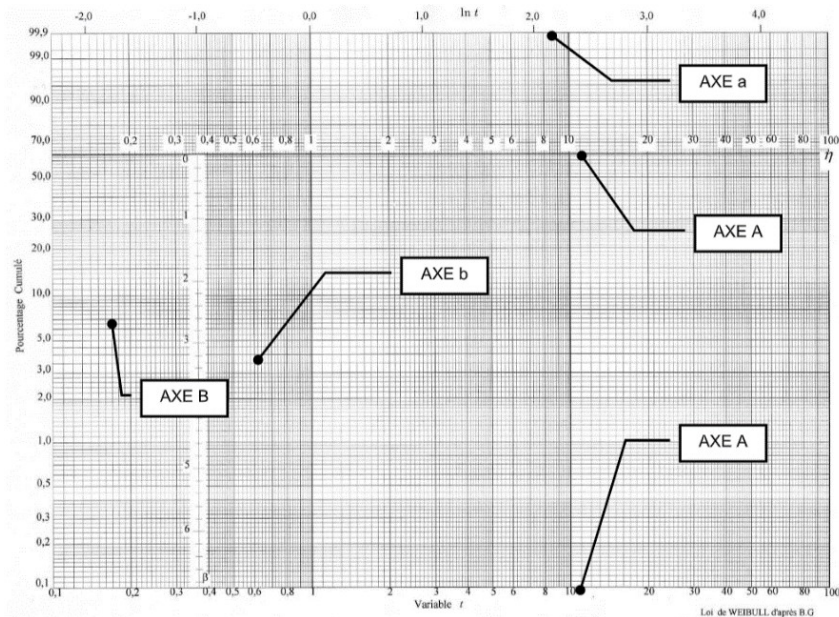 ln t
-2,0 -1,0 0,0 1,0 2,0 3,0 4,0
99,9
99,0
AXE a
90,0
70,0 0,2 0,3 0,4 0,5 0,6 0,8 1 2 3 4 5 6 8 10 20 30 40 50 60 80 100
0 η
50,0
30,0 1
AXE A
20,0
2 AXE b
10,0
Pourcentage Cumulé
5,0
3
3,0
AXE B
2,0
1,0 AXE A
5
0,5
0,3 6
0,2
β
0,1
0,1 0,2 0,3 0,4 0,5 0,6 0,8 1 2 3 4 5 6 8 10 20 30 40 50 60 80 100
Variable t
Loi de WEIBULL d'après B.G